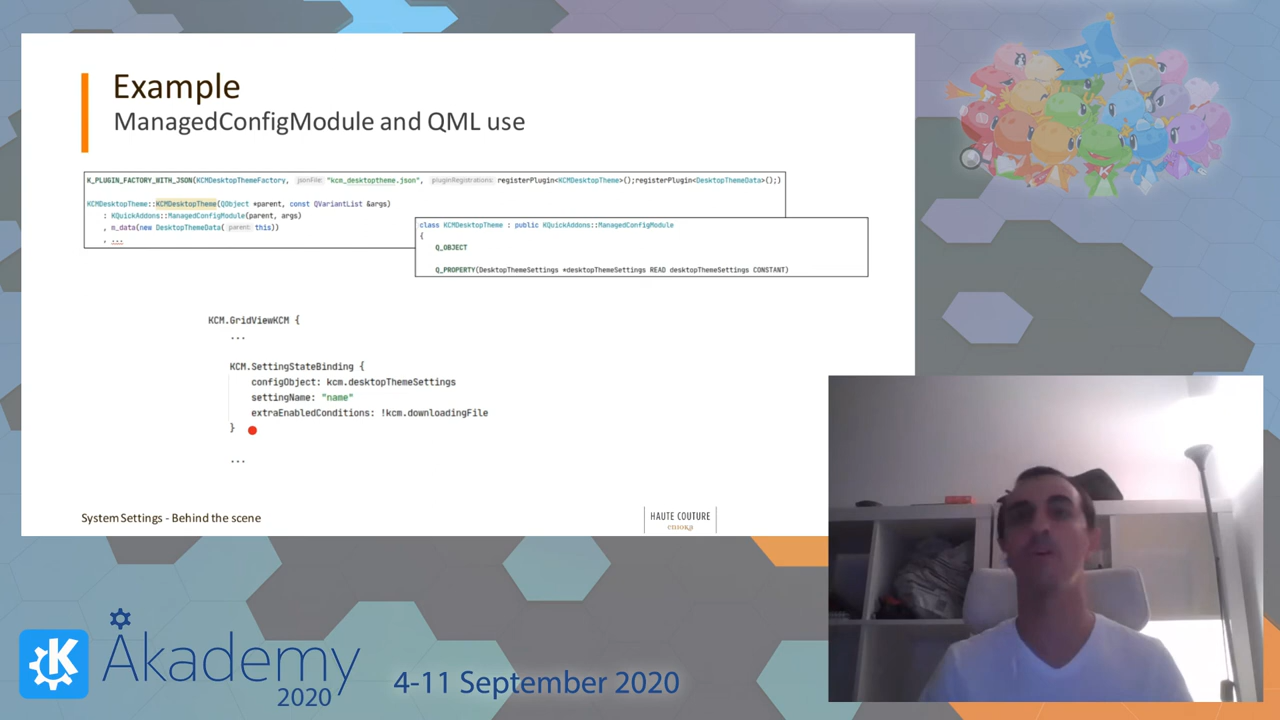 Example
ManagedConfigModule and QML use
K_PLUGIN_FACTORY_WITH_JSON(KCMDesktopThemeFactory, jsonFile: "kcm_desktoptheme.json", pluginRegistrations: registerPlugin<KCMDesktopTheme>();registerPlugin<DesktopThemeData>();)
KCMDesktopTheme::KCMDesktopTheme(QObject *parent, const QVariantList &args)
: KQuickAddons::ManagedConfigModule(parent, args)
, m_data(new DesktopThemeData( parent: this))
, ...
class KCMDesktopTheme : public KQuickAddons::ManagedConfigModule
{
Q_OBJECT
Q_PROPERTY(DesktopThemeSettings *desktopThemeSettings READ desktopThemeSettings CONSTANT)
KCM.GridViewKCM {
...
KCM.SettingStateBinding {
configObject: kcm.desktopThemeSettings
settingName: "name"
extraEnabledConditions: !kcm.downloadingFile
}
...
System Settings - Behind the scene
HAUTE COUTURE
enioka
K
Akademy
2020
4-11 September 2020